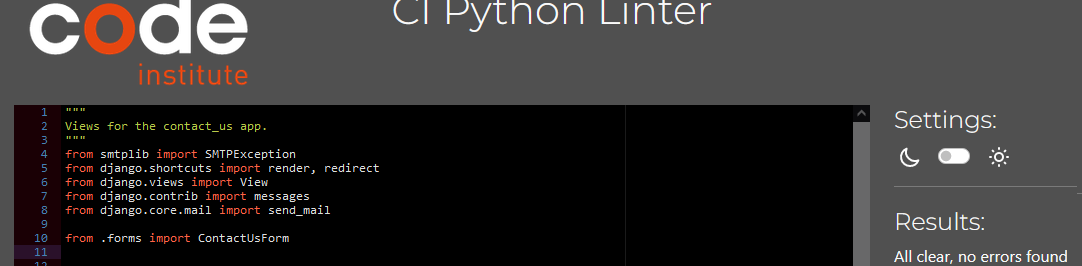 code
institute
CI Python Linter
1 """
2 Views for the contact_us app.
3 """
4 from smtplib import SMTPException
5 from django.shortcuts import render, redirect
6 from django.views import View
7 from django.contrib import messages
8 from django.core.mail import send_mail
9
10 from .forms import ContactUsForm
11
12
Settings:
Results:
All clear, no errors found